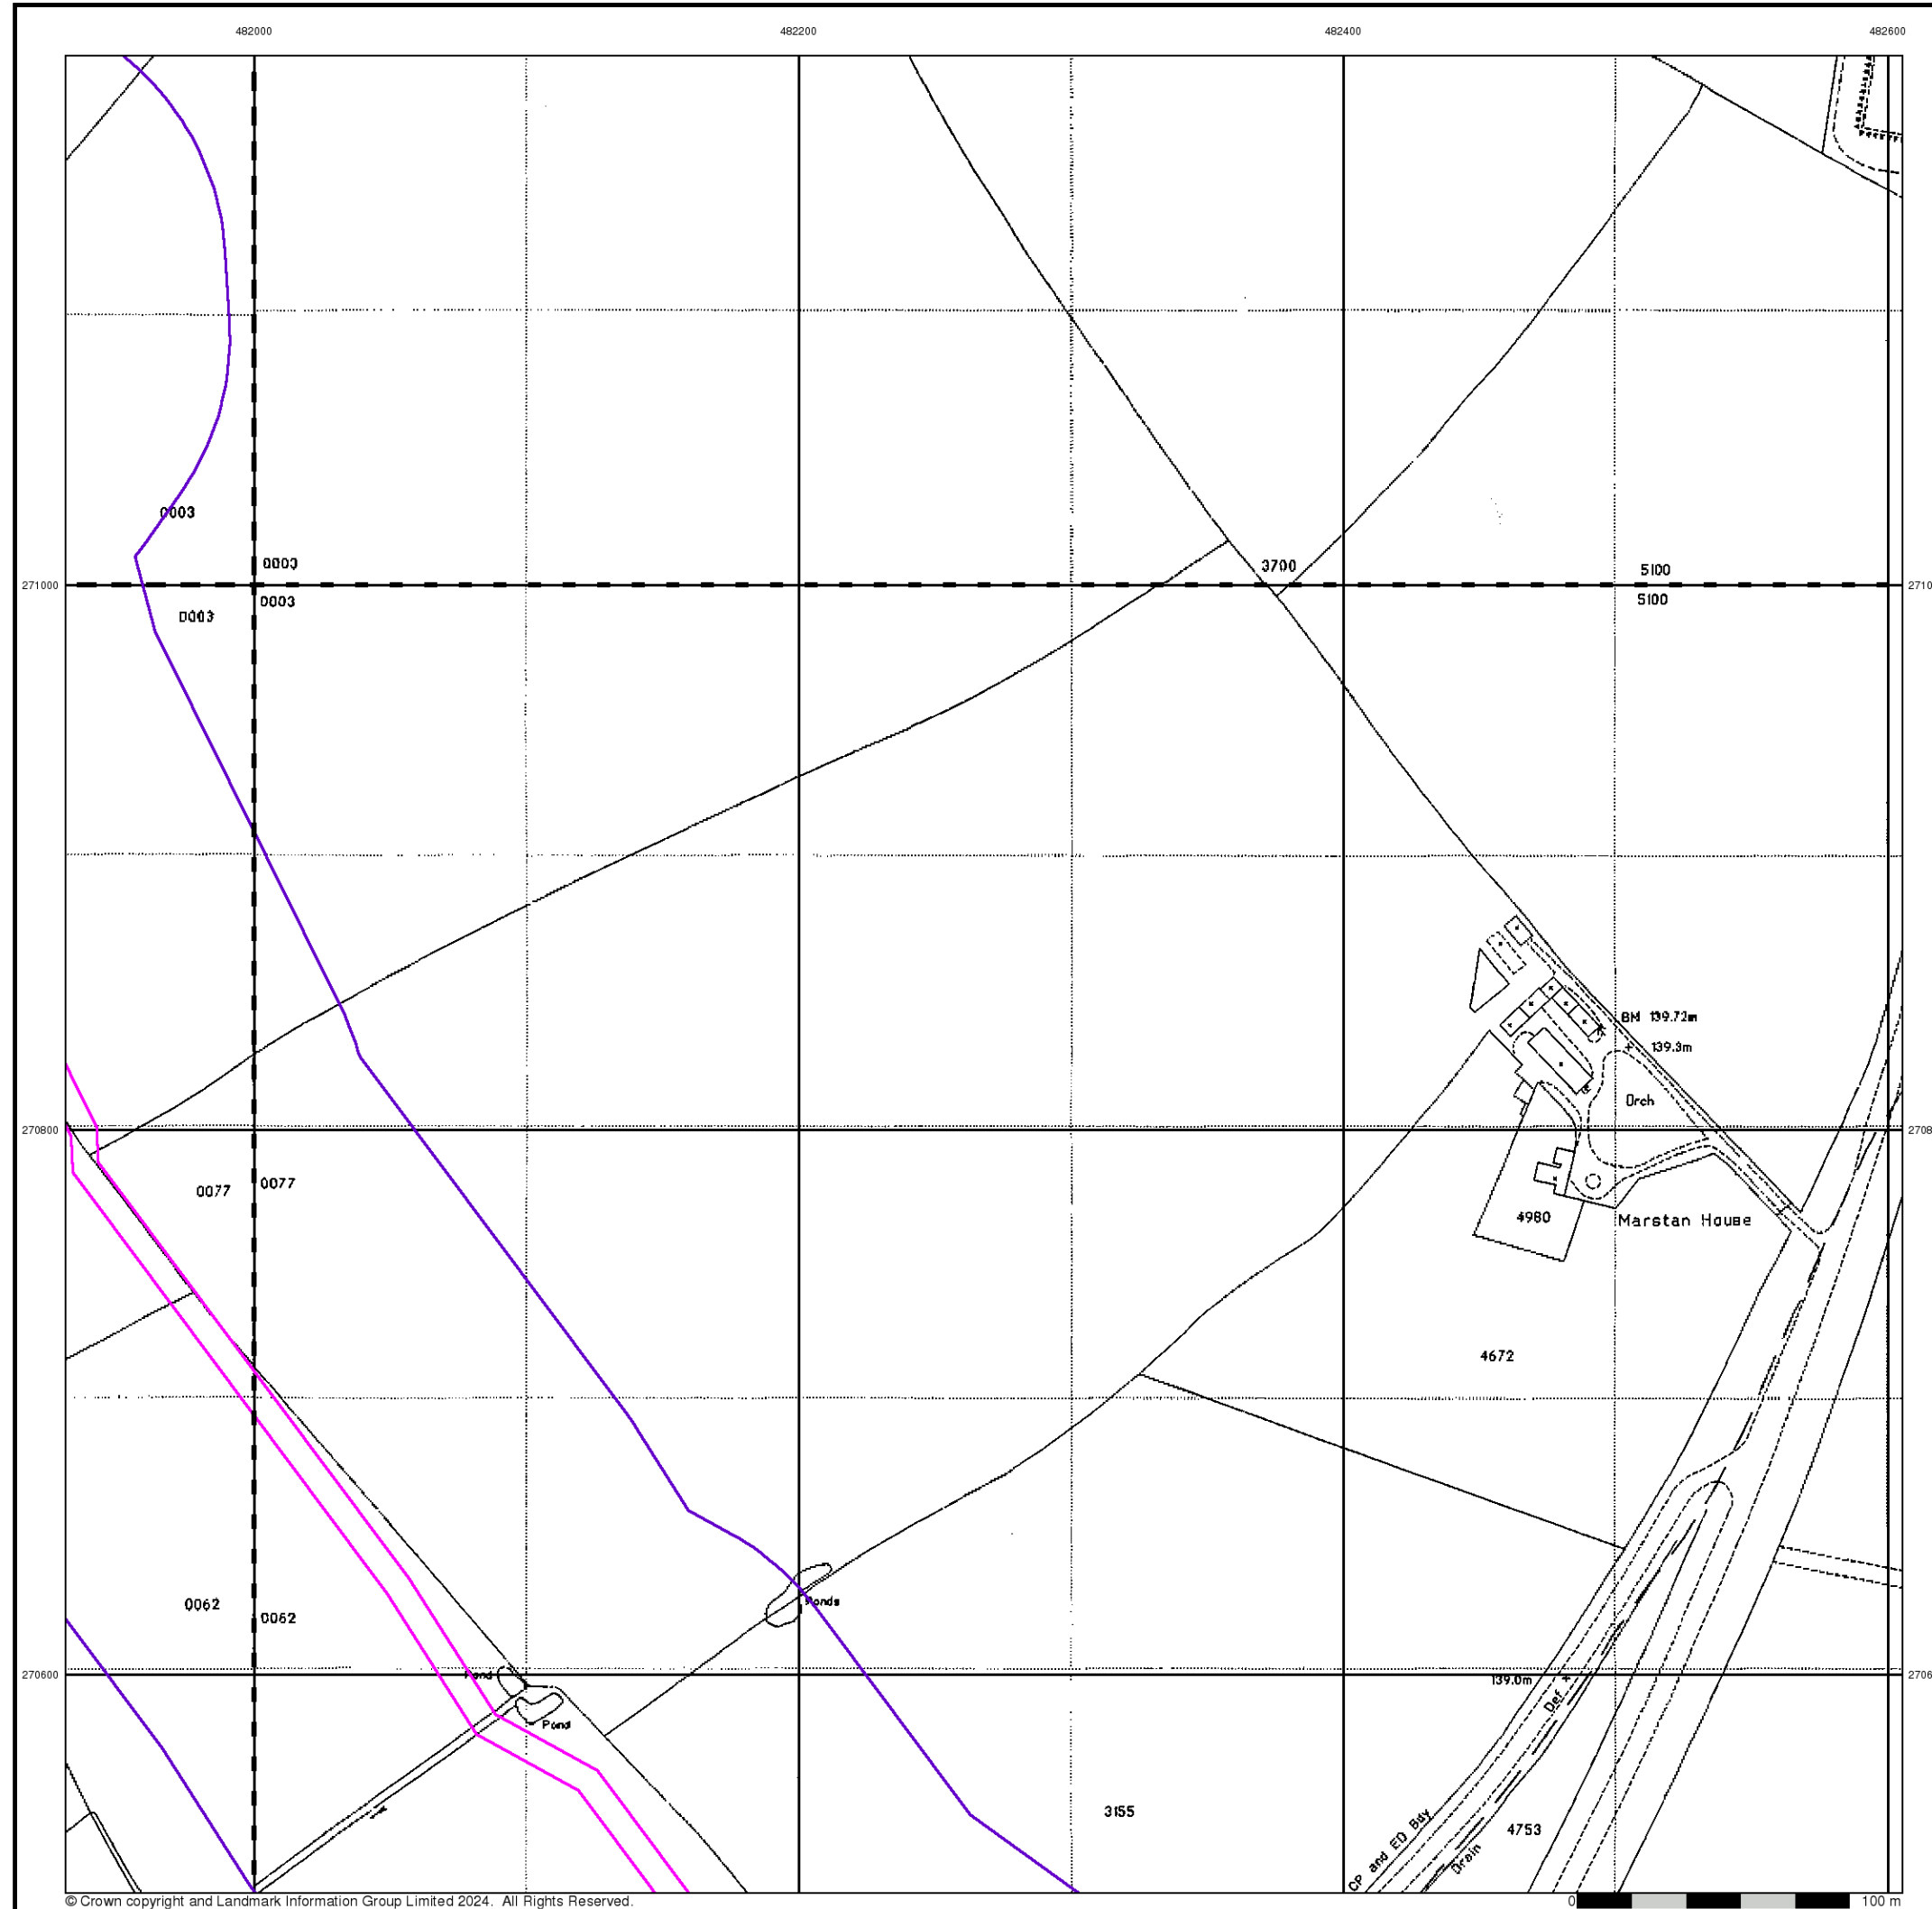 482000 482200 482400 482600
0003
0003
3700
5100
271000
0003
0003
5100
BM 139.72m
139.3m
Orch
270800
0077
0077
4980
Marstan House
4672
0062
0062
Ponds
Pond
270600
139.0m
Def
Pond
3155
4753
CP and ED Bdy
Drain
© Crown copyright and Landmark Information Group Limited 2024. All Rights Reserved.
0 100 m